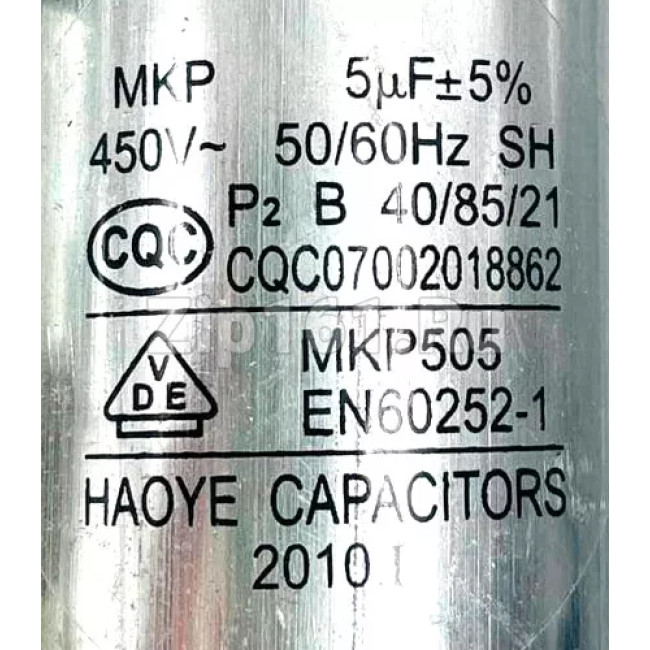 MKP 5µF±5%
450V~ 50/60Hz SH
P2 B 40/85/21
CQC CQC07002018862
VDE MKP505
EN60252-1
HAOYE CAPACITORS
2010